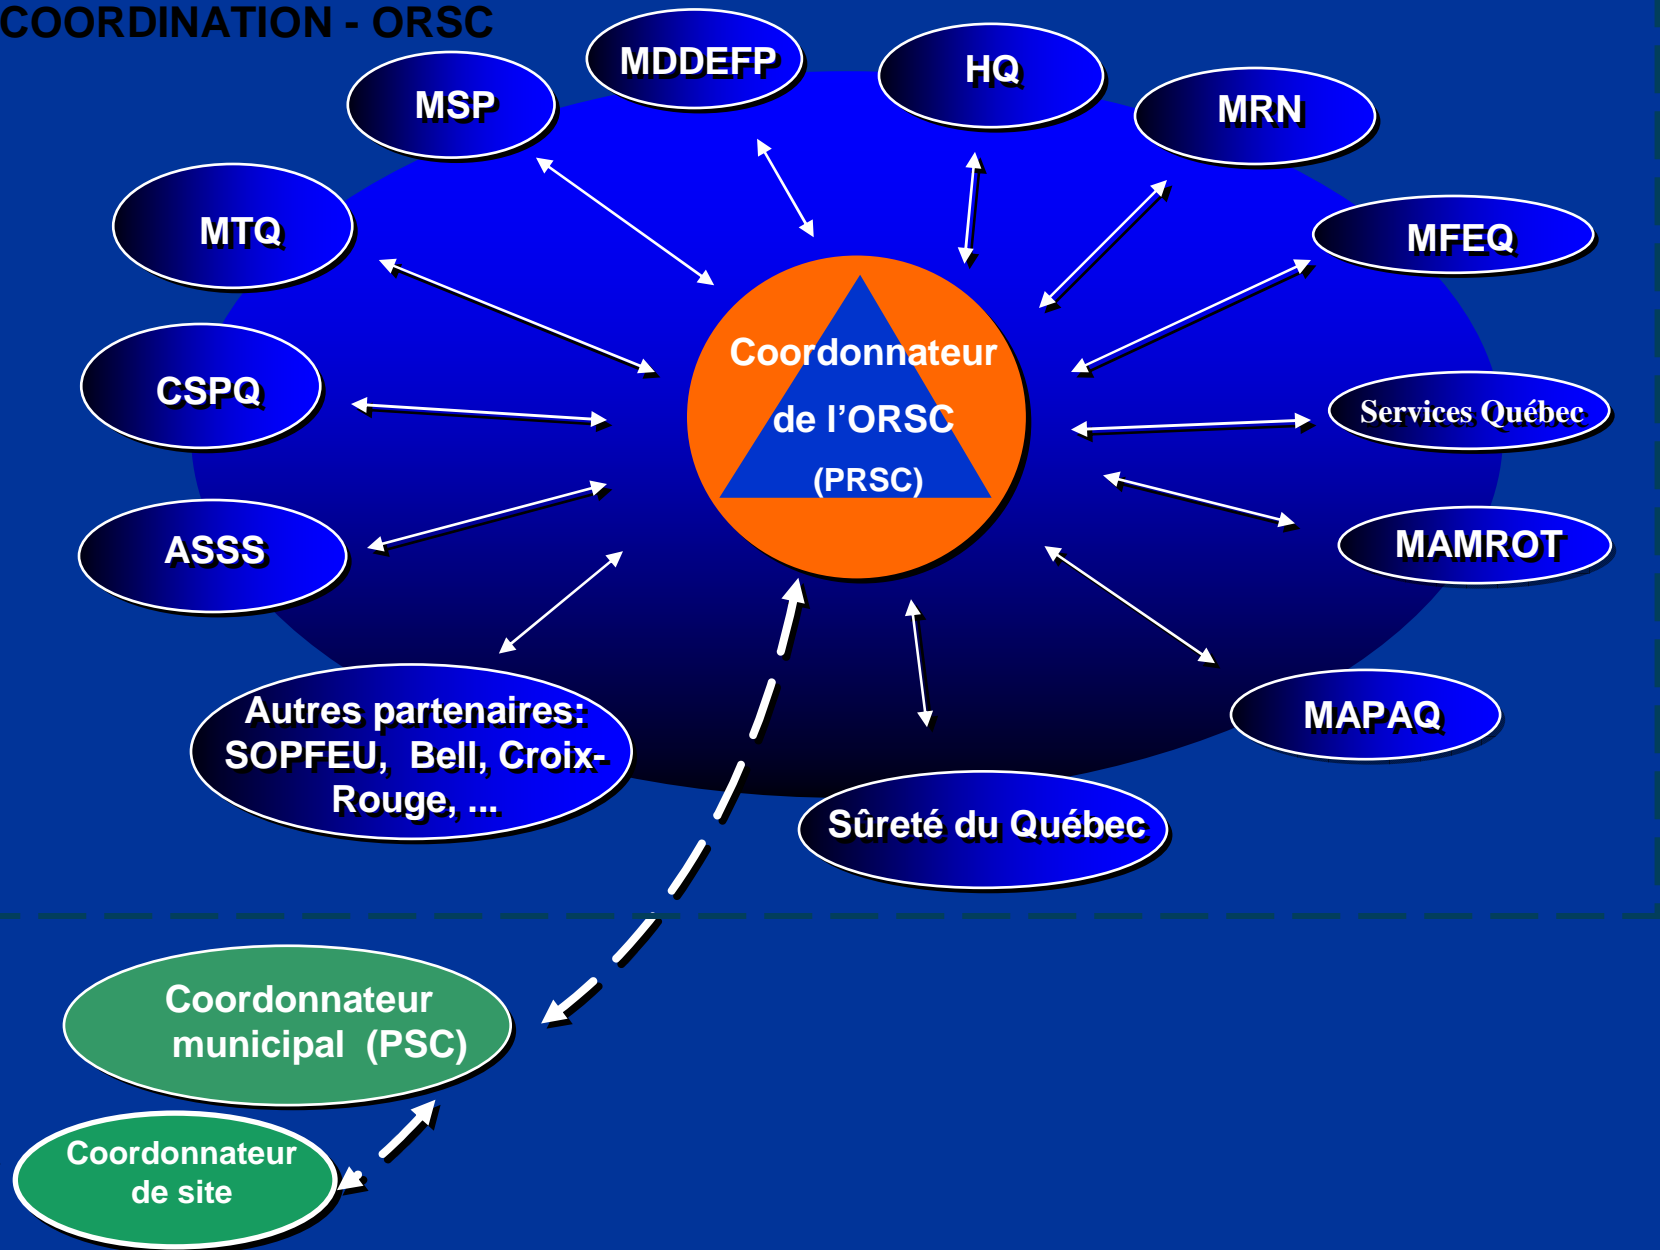 COORDINATION - ORSC
MDDEFP
HQ
MSP
MRN
MTQ
MFEQ
CSPQ
Coordonnateur
de l’ORSC
(PRSC)
Services Québec
ASSS
MAMROT
Autres partenaires:
SOPFEU, Bell, Croix-
Rouge, ...
MAPAQ
Sûreté du Québec
Coordonnateur
municipal (PSC)
Coordonnateur
de site